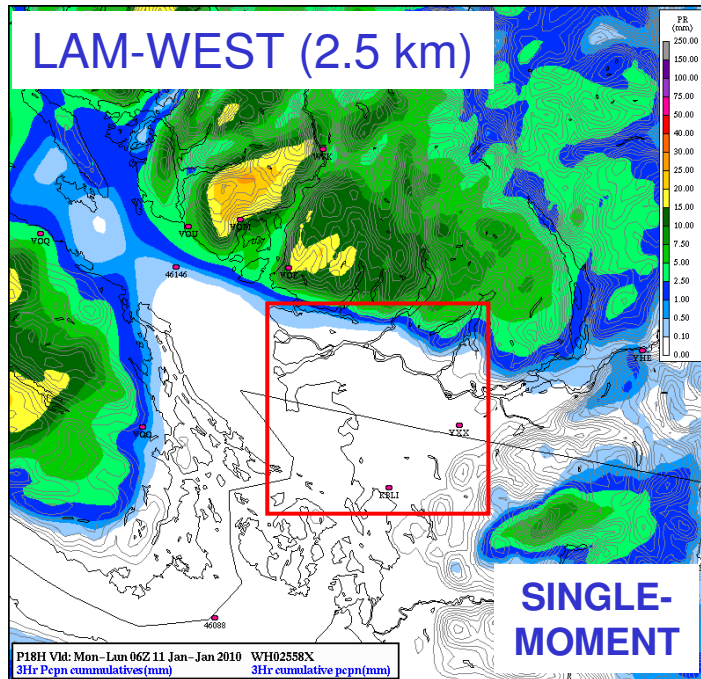 LAM-WEST (2.5 km)
PR
(mm)
250.00
150.00
100.00
75.00
50.00
40.00
30.00
25.00
20.00
15.00
10.00
7.50
5.00
2.50
1.00
0.50
0.10
0.00
VOQ
46146
YHE
YXX
KBLI
46088
SINGLE-
MOMENT
P18H Vld: Mon-Lun 06Z 11 Jan-Jan 2010 WH02558X
3Hr Pcpn cummulatives(mm) 3Hr cumulative pcpn(mm)